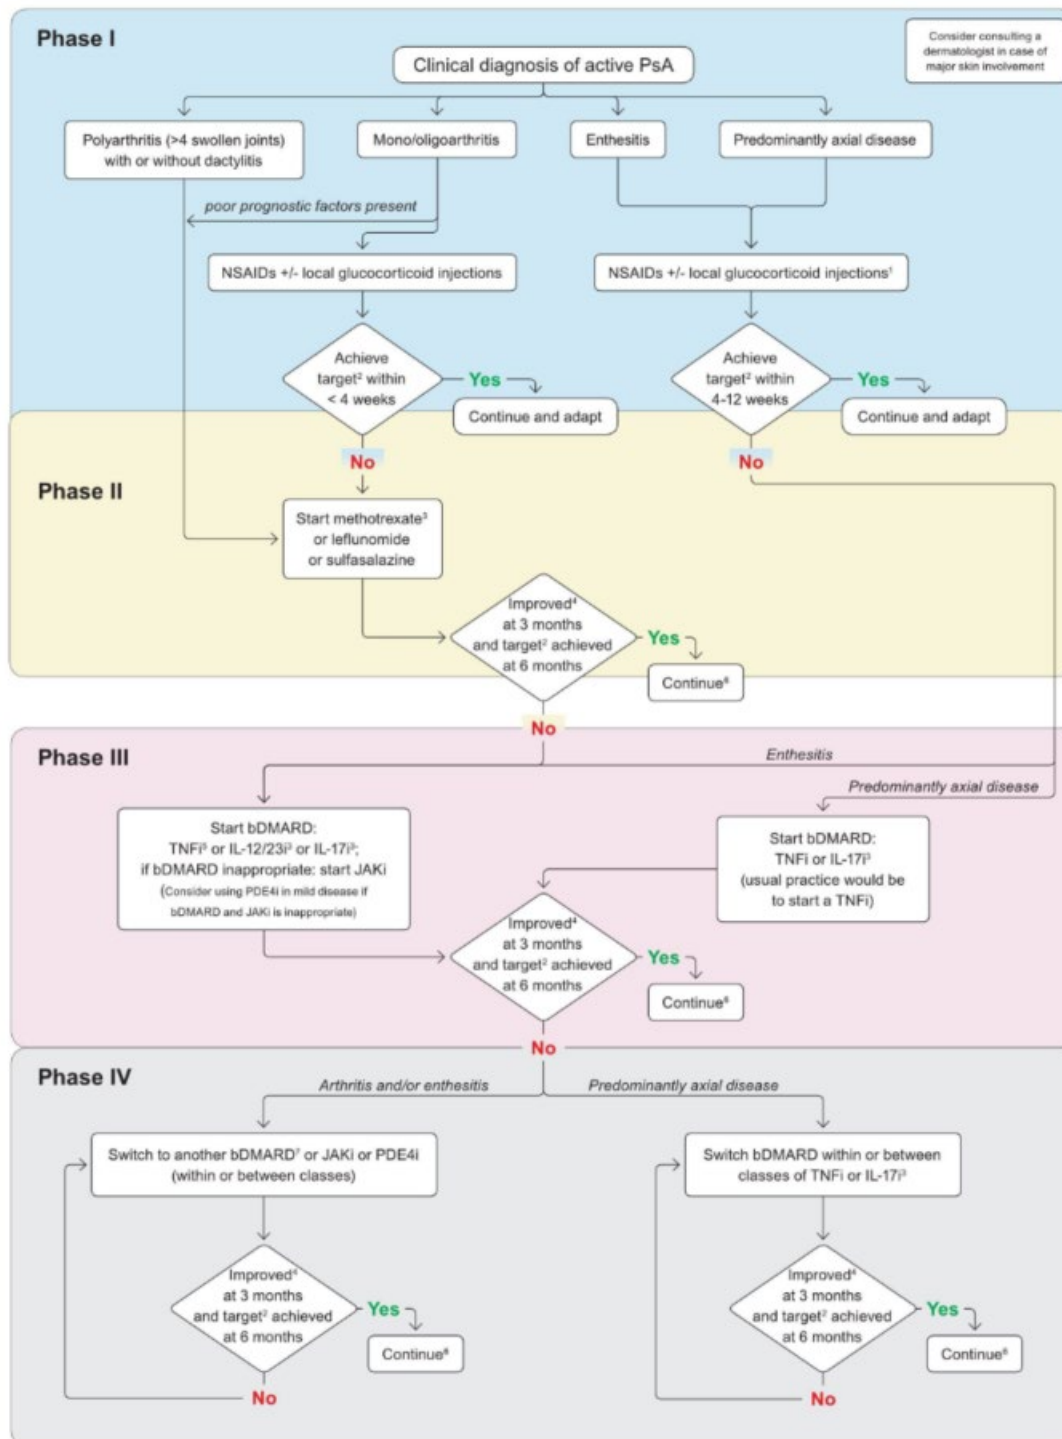 Phase I
Consider consulting a
dermatologist in case of
major skin involvement
Clinical diagnosis of active PsA
Polyarthritis (>4 swollen joints)
with or without dactylitis
Mono/oligoarthritis
Enthesitis
Predominantly axial disease
poor prognostic factors present
NSAIDs +/- local glucocorticoid injections
NSAIDs +/- local glucocorticoid injections¹
Achieve
target² within
< 4 weeks
Yes
Continue and adapt
No
Achieve
target² within
4-12 weeks
Yes
Continue and adapt
No
Phase II
Start methotrexate³
or leflunomide
or sulfasalazine
Improved⁴
at 3 months
and target² achieved
at 6 months
Yes
Continue⁶
No
Phase III
Enthesitis
Predominantly axial disease
Start bDMARD:
TNFi⁵ or IL-12/23i³ or IL-17i³;
if bDMARD inappropriate: start JAKi
(Consider using PDE4i in mild disease if
bDMARD and JAKi is inappropriate)
Start bDMARD:
TNFi or IL-17i³
(usual practice would be
to start a TNFi)
Improved⁴
at 3 months
and target² achieved
at 6 months
Yes
Continue⁶
No
Phase IV
Arthritis and/or enthesitis
Predominantly axial disease
Switch to another bDMARD⁷ or JAKi or PDE4i
(within or between classes)
Switch bDMARD within or between
classes of TNFi or IL-17i³
Improved⁴
at 3 months
and target² achieved
at 6 months
Yes
Continue⁶
No
Improved⁴
at 3 months
and target² achieved
at 6 months
Yes
Continue⁶
No